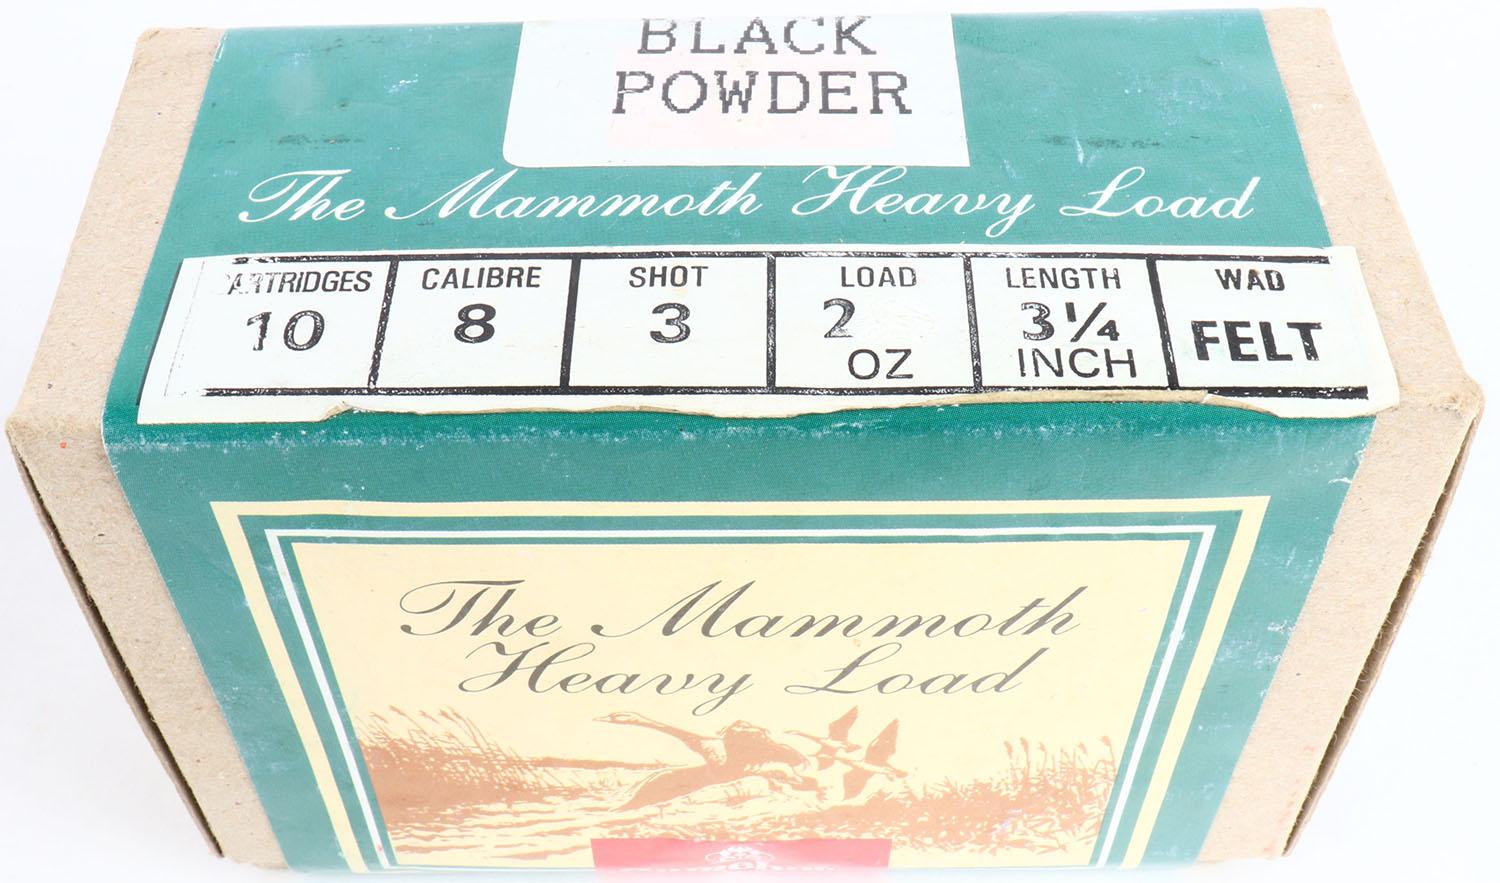 BLACK
POWDER
The Mammoth Heavy Load
CARTRIDGES CALIBRE SHOT LOAD LENGTH WAD
10 8 3 2 OZ 3¼ INCH FELT
The Mammoth
Heavy Load